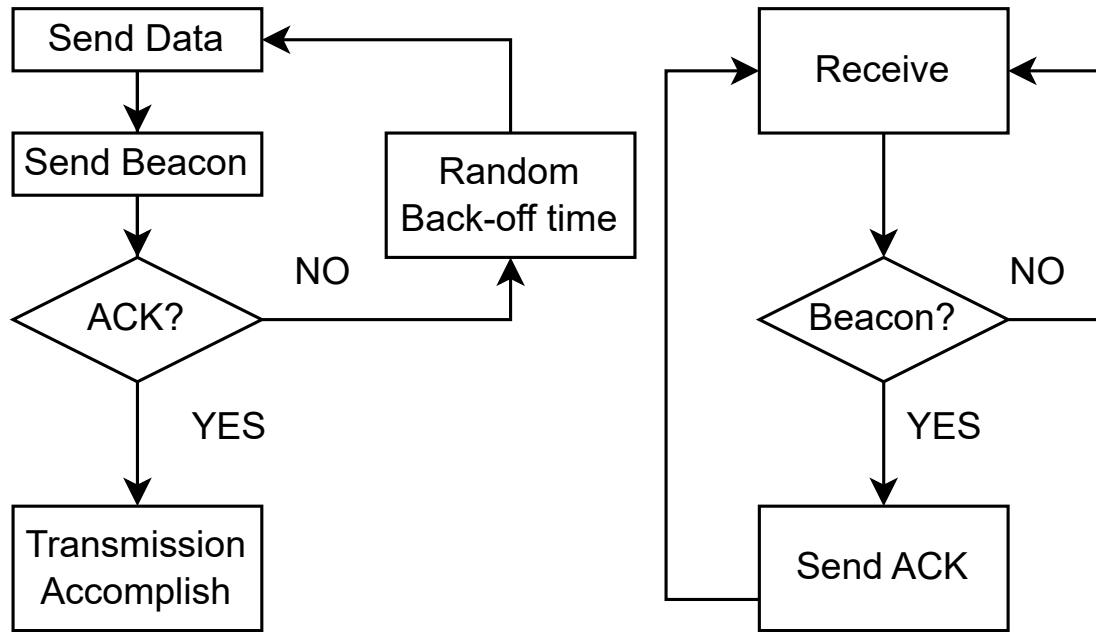 Send Data
Send Beacon
Random
Back-off time
NO
ACK?
YES
Transmission
Accomplish
Receive
NO
Beacon?
YES
Send ACK